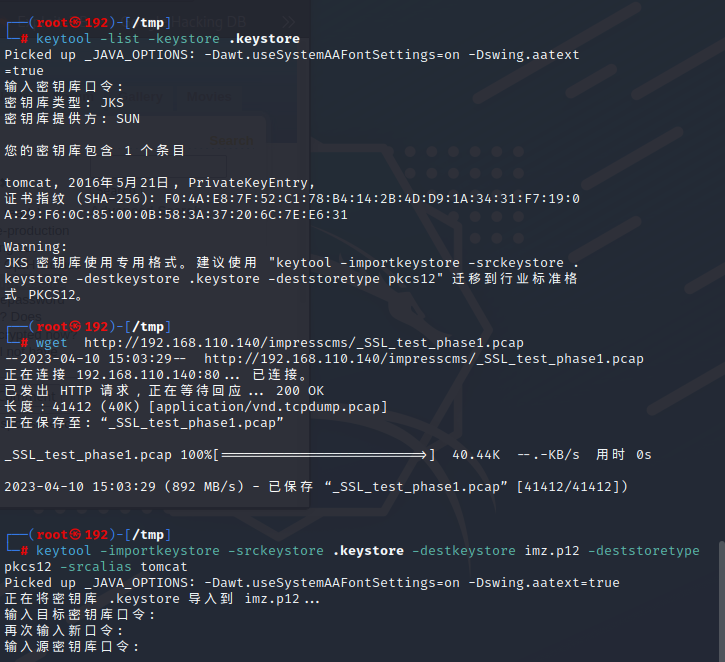 ┌──(root㉿192)-[/tmp]
└─# keytool -list -keystore .keystore
Picked up _JAVA_OPTIONS: -Dawt.useSystemAAFontSettings=on -Dswing.aatext
=true
输入密钥库口令:
密钥库类型: JKS
密钥库提供方: SUN
您的密钥库包含 1 个条目
tomcat, 2016年5月21日, PrivateKeyEntry,
证书指纹 (SHA-256): F0:4A:E8:7F:52:C1:78:B4:14:2B:4D:D9:1A:34:31:F7:19:0
A:29:F6:0C:85:00:0B:58:3A:37:20:6C:7E:E6:31
Warning:
JKS 密钥库使用专用格式。建议使用 "keytool -importkeystore -srckeystore .
keystore -destkeystore .keystore -deststoretype pkcs12" 迁移到行业标准格
式 PKCS12。
┌──(root㉿192)-[/tmp]
└─# wget  http://192.168.110.140/impresscms/_SSL_test_phase1.pcap
--2023-04-10 15:03:29--  http://192.168.110.140/impresscms/_SSL_test_phase1.pcap
正在连接 192.168.110.140:80... 已连接。
已发出 HTTP 请求，正在等待回应... 200 OK
长度：41412 (40K) [application/vnd.tcpdump.pcap]
正在保存至: “_SSL_test_phase1.pcap”
_SSL_test_phase1.pcap 100%[=========================>]  40.44K  --.-KB/s  用时 0s
2023-04-10 15:03:29 (892 MB/s) - 已保存 “_SSL_test_phase1.pcap” [41412/41412])
┌──(root㉿192)-[/tmp]
└─# keytool -importkeystore -srckeystore .keystore -destkeystore imz.p12 -deststoretype
pkcs12 -srcalias tomcat
Picked up _JAVA_OPTIONS: -Dawt.useSystemAAFontSettings=on -Dswing.aatext=true
正在将密钥库 .keystore 导入到 imz.p12...
输入目标密钥库口令:
再次输入新口令:
输入源密钥库口令: